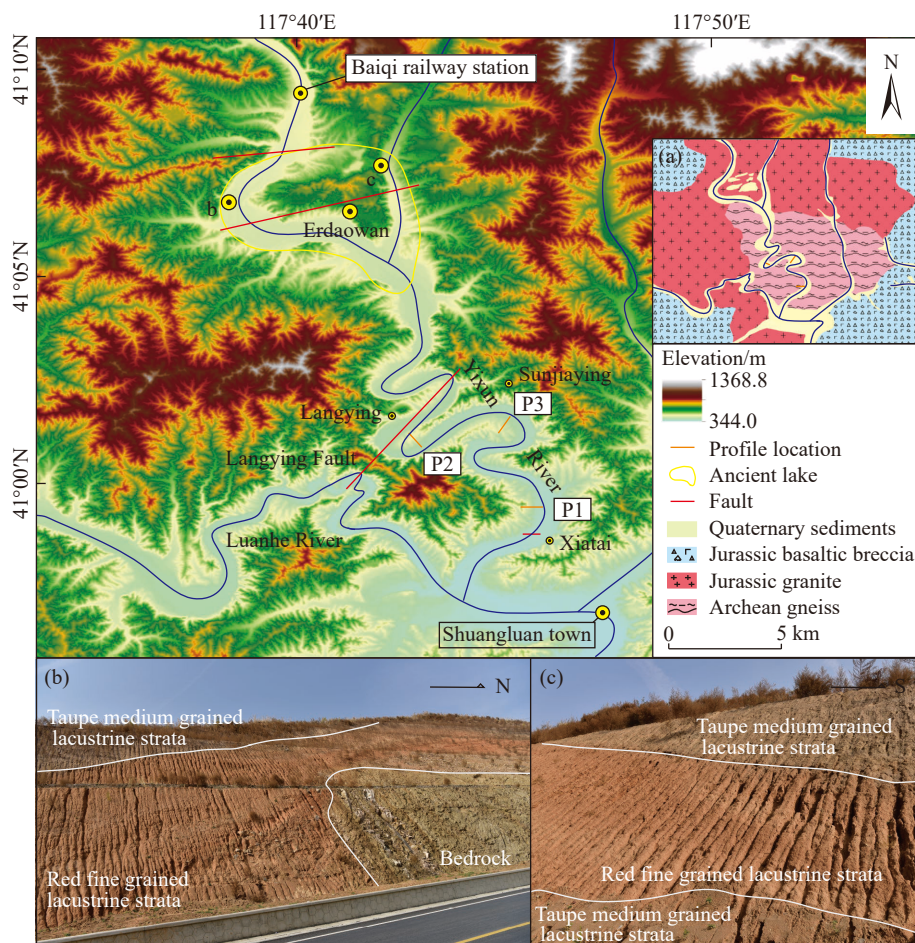 117°40′E
117°50′E
41°10′N
41°05′N
41°00′N
Baiqi railway station
N
(a)
c
b
Erdaowan
Yixun
River
Sunjiaying
P3
Langying
P2
Langying Fault
P1
Xiatai
Luanhe River
Shuangluan town
Elevation/m
1368.8
344.0
Profile location
Ancient lake
Fault
Quaternary sediments
Jurassic basaltic breccia
Jurassic granite
Archean gneiss
0
5 km
(b)
N
Taupe medium grained
lacustrine strata
Red fine grained
lacustrine strata
Bedrock
(c)
Taupe medium grained
lacustrine strata
Red fine grained lacustrine strata
Taupe medium grained
lacustrine strata